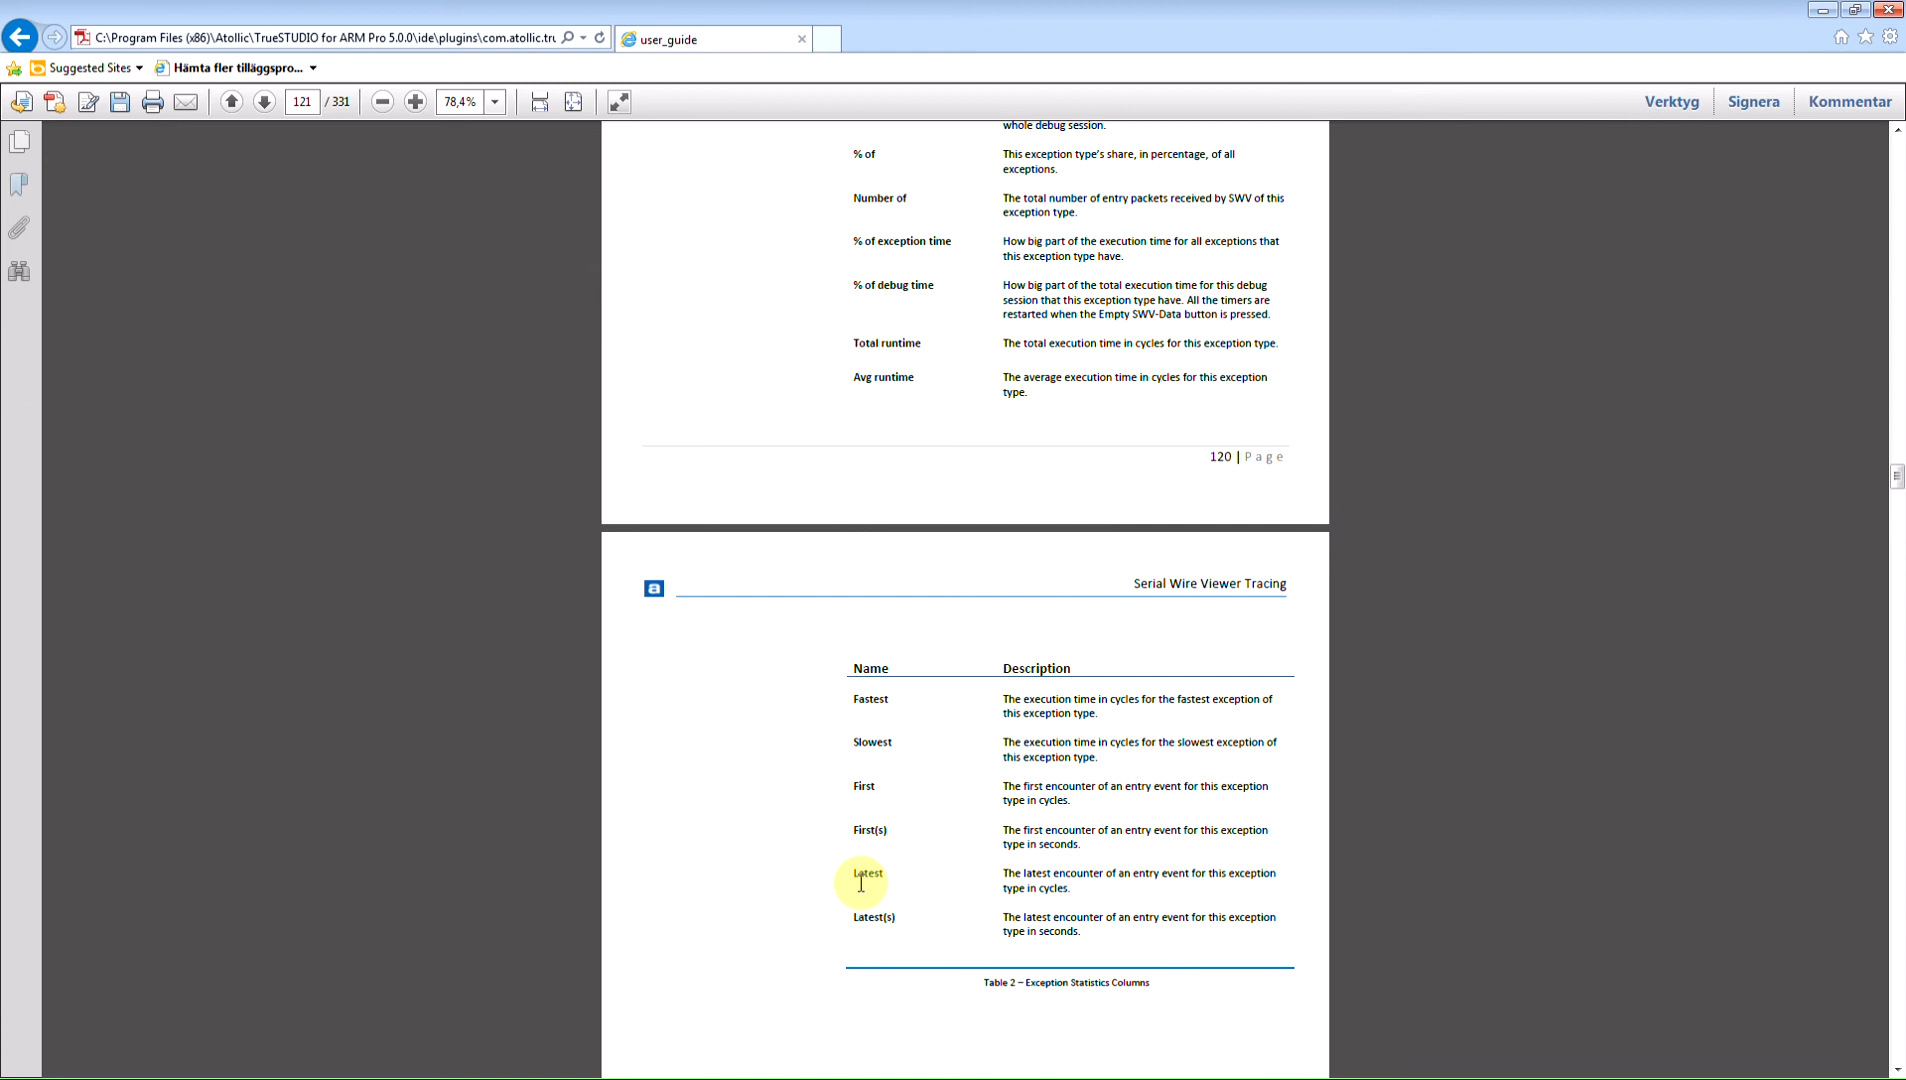 C:\Program Files (x86)\Atollic\TrueSTUDIO for ARM Pro 5.0.0\ide\plugins\com.atollic.tru
user_guide
Suggested Sites
Hämta fler tilläggspro...
121 / 331
78,4%
Verktyg
Signera
Kommentar
whole debug session.
% of This exception type's share, in percentage, of all
exceptions.
Number of The total number of entry packets received by SWV of this
exception type.
% of exception time How big part of the execution time for all exceptions that
this exception type have.
% of debug time How big part of the total execution time for this debug
session that this exception type have. All the timers are
restarted when the Empty SWV-Data button is pressed.
Total runtime The total execution time in cycles for this exception type.
Avg runtime The average execution time in cycles for this exception
type.
120 | Page
a
Serial Wire Viewer Tracing
Name Description
Fastest The execution time in cycles for the fastest exception of
this exception type.
Slowest The execution time in cycles for the slowest exception of
this exception type.
First The first encounter of an entry event for this exception
type in cycles.
First(s) The first encounter of an entry event for this exception
type in seconds.
Latest The latest encounter of an entry event for this exception
type in cycles.
Latest(s) The latest encounter of an entry event for this exception
type in seconds.
Table 2 – Exception Statistics Columns